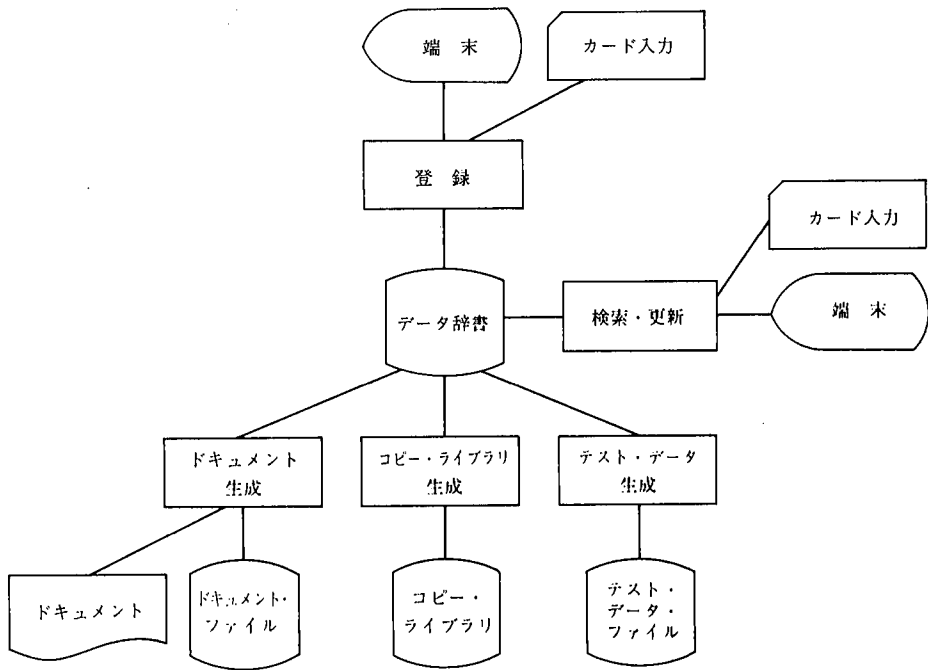 端 末
カード入力
登 録
カード入力
データ辞書
検索・更新
端 末
ドキュメント
生成
コピー・ライブラリ
生成
テスト・データ
生成
ドキュメント
ドキュメント・
ファイル
コピー・
ライブラリ
テスト・
データ・
ファイル